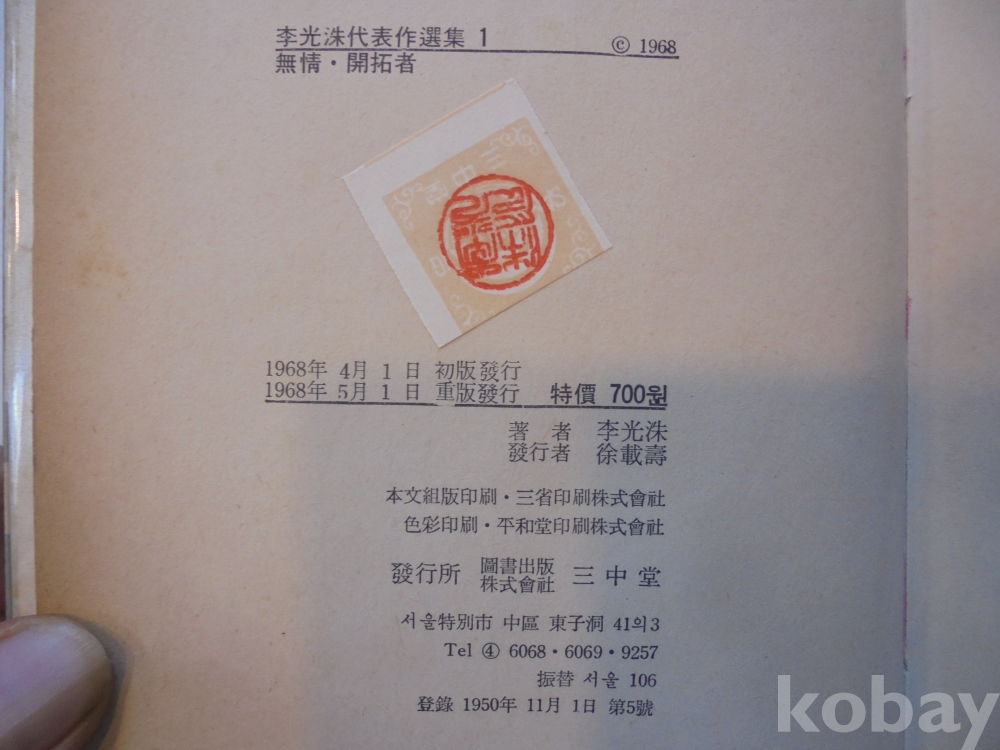 李光洙代表作選集 1
ⓒ 1968
無情・開拓者
三中堂
1968年 4月 1日 初版發行
1968年 5月 1日 重版發行 特價 700원
著者 李光洙
發行者 徐載壽
本文組版印刷・三省印刷株式會社
色彩印刷・平和堂印刷株式會社
發行所 圖書出版 株式會社 三中堂
서울特別市 中區 東子洞 41의3
Tel ④ 6068・6069・9257
振替 서울 106
登錄 1950年 11月 1日 第5號
kobay